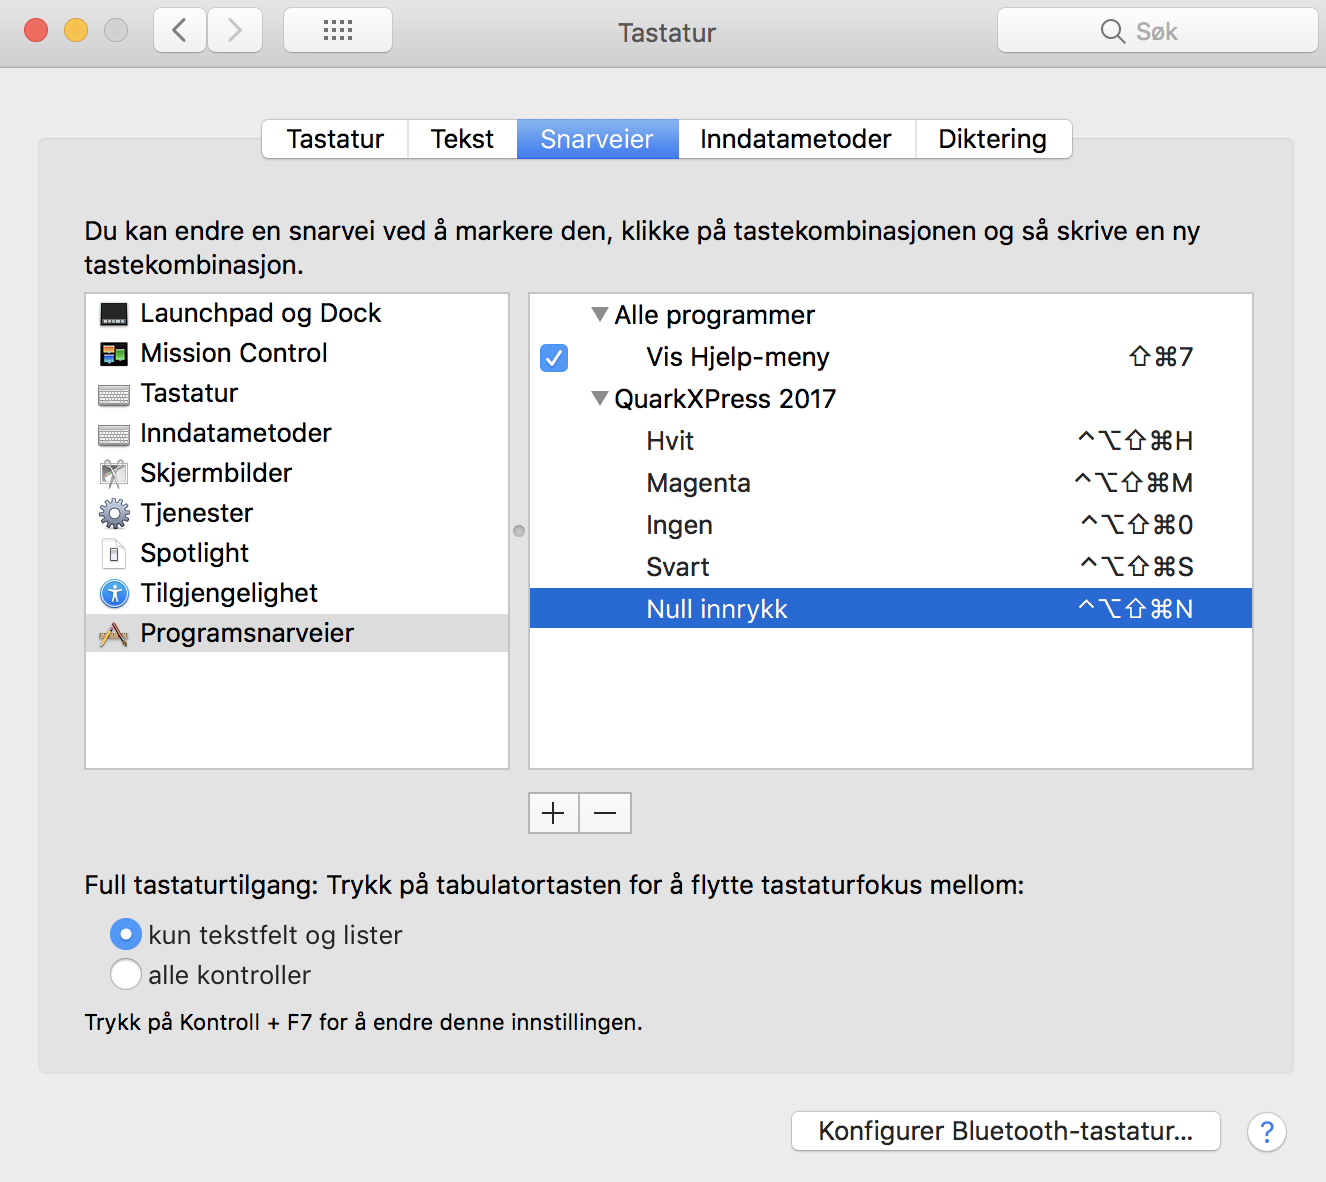 Tastatur
Søk
Tastatur
Tekst
Snarveier
Inndatametoder
Diktering
Du kan endre en snarvei ved å markere den, klikke på tastekombinasjonen og så skrive en ny
tastekombinasjon.
Launchpad og Dock
Mission Control
Tastatur
Inndatametoder
Skjermbilder
Tjenester
Spotlight
Tilgjengelighet
Programsnarveier
Alle programmer
Vis Hjelp-meny ⇧⌘7
QuarkXPress 2017
Hvit ^⌥⇧⌘H
Magenta ^⌥⇧⌘M
Ingen ^⌥⇧⌘0
Svart ^⌥⇧⌘S
Null innrykk ^⌥⇧⌘N
Full tastaturtilgang: Trykk på tabulatortasten for å flytte tastaturfokus mellom:
kun tekstfelt og lister
alle kontroller
Trykk på Kontroll + F7 for å endre denne innstillingen.
Konfigurer Bluetooth-tastatur...
?